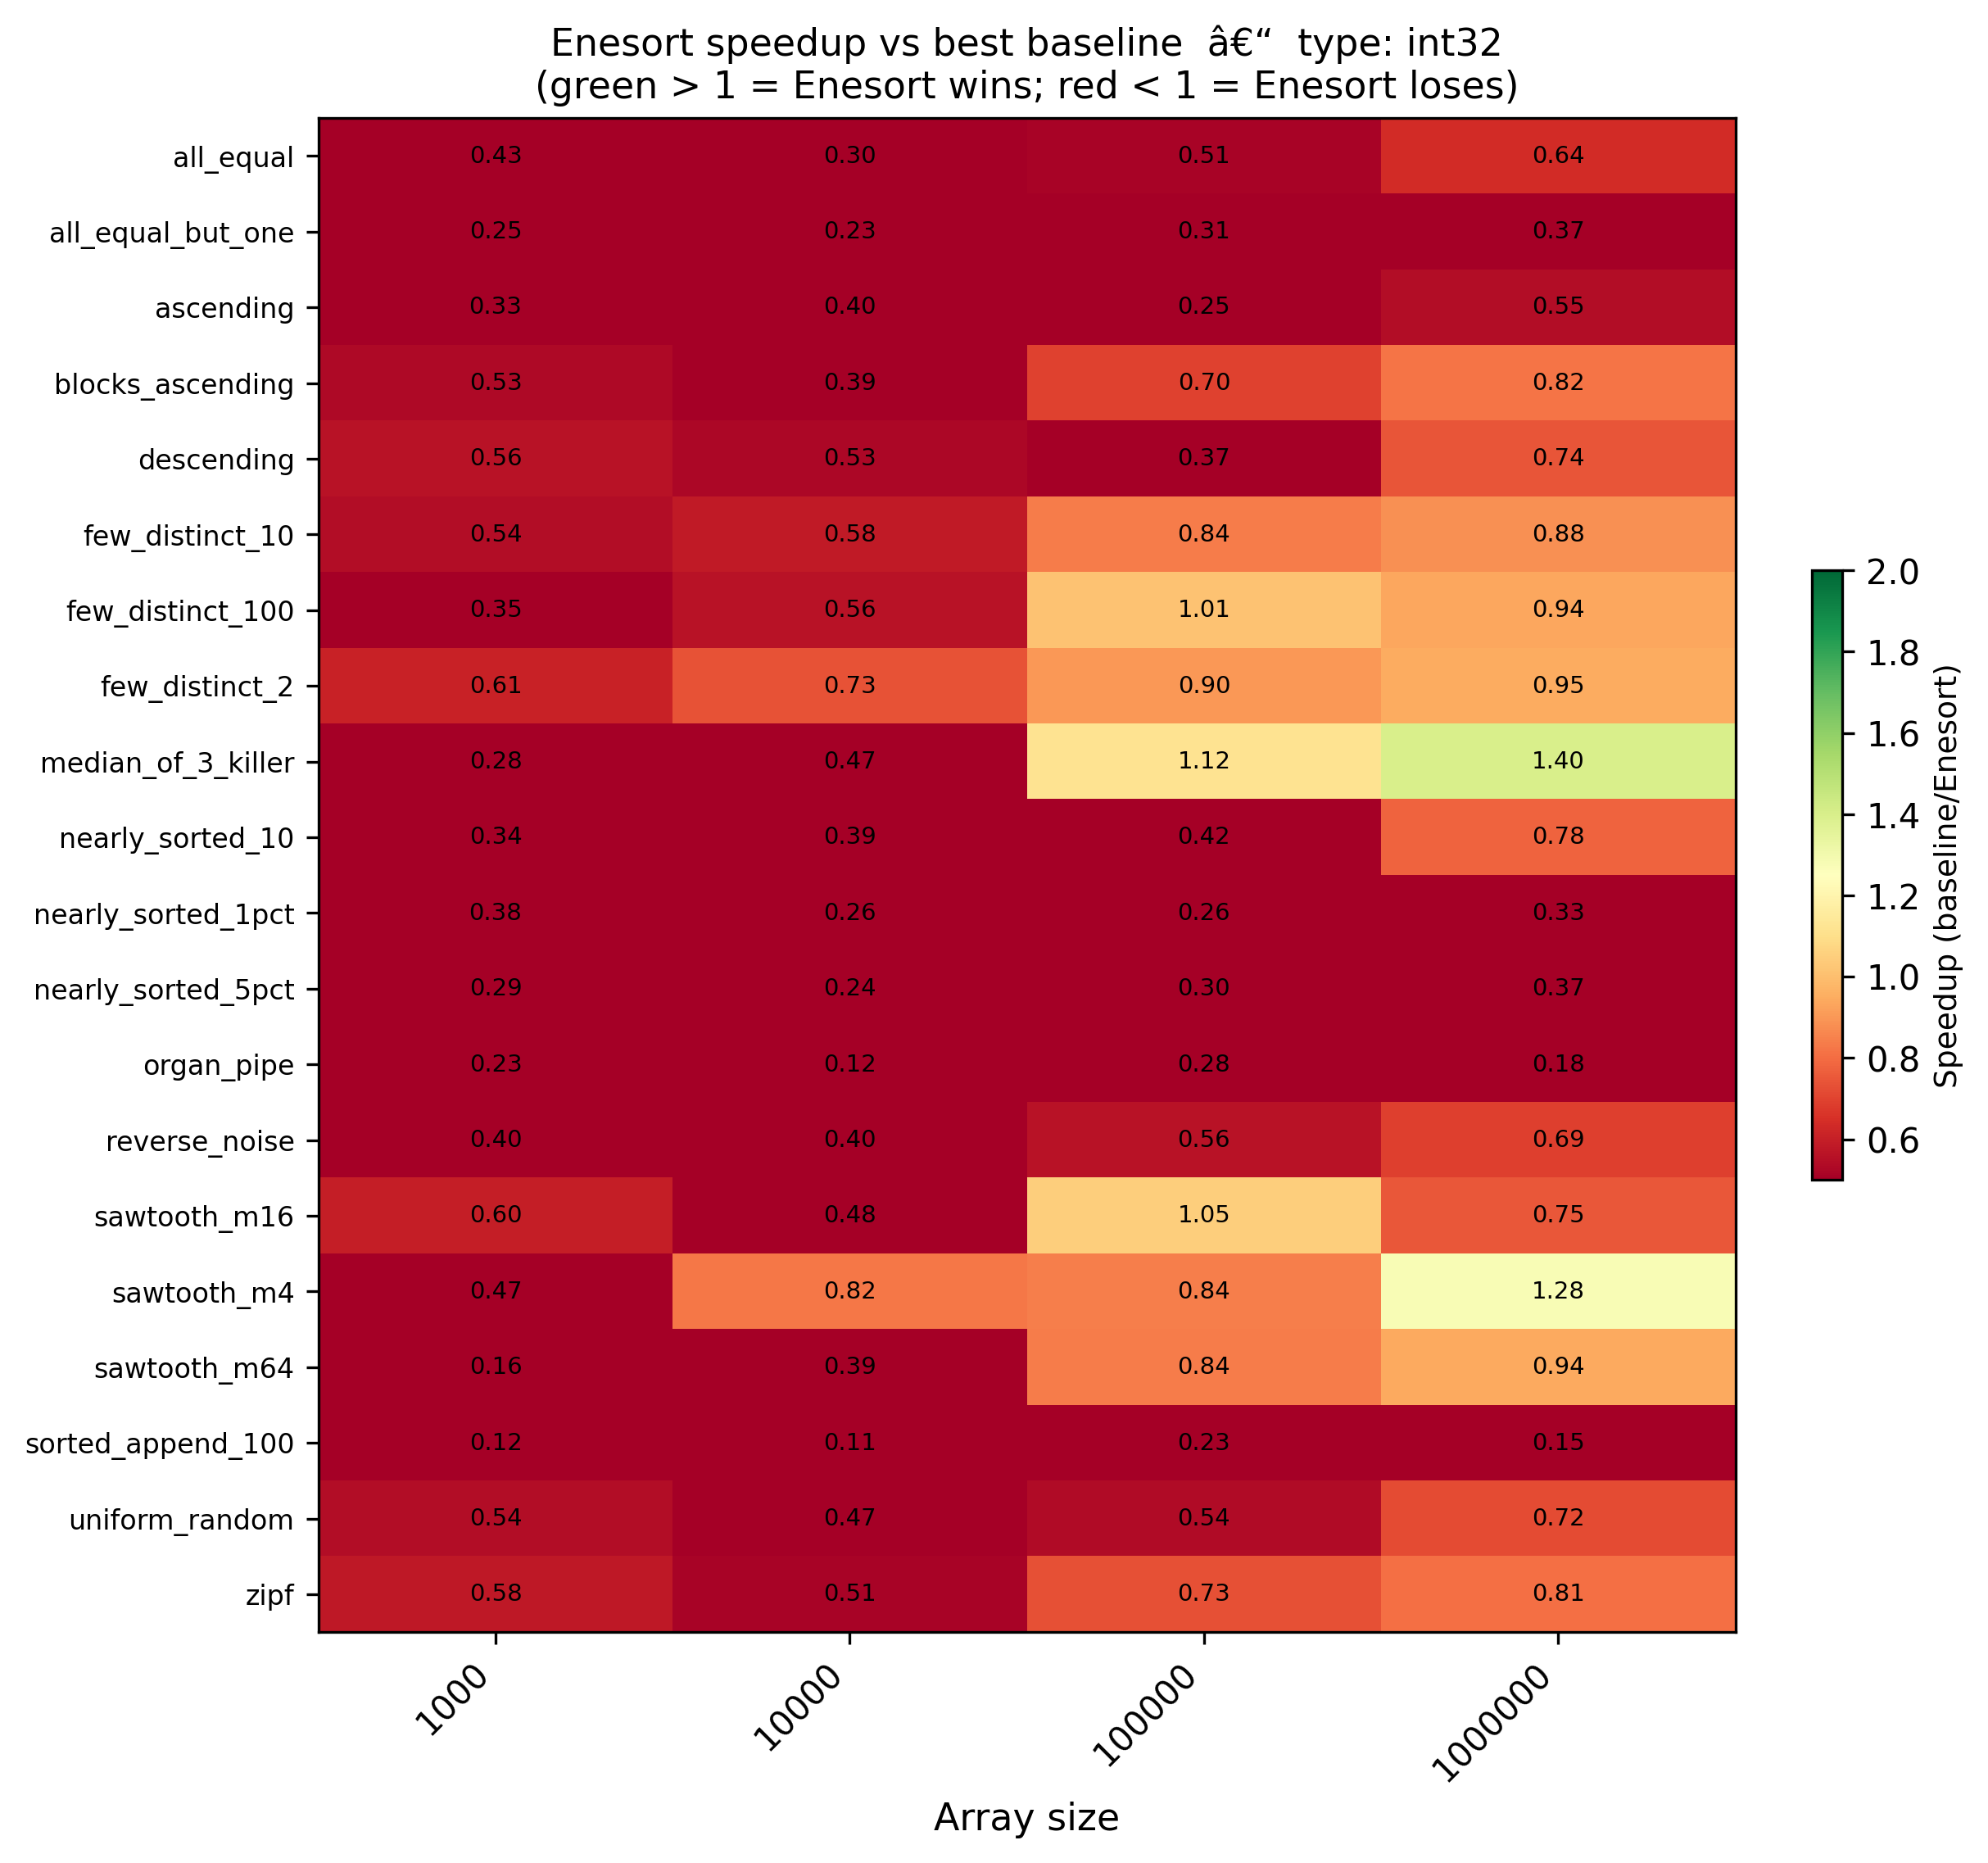 Enesort speedup vs best baseline â€“ type: int32
(green > 1 = Enesort wins; red < 1 = Enesort loses)
all_equal 0.43 0.30 0.51 0.64
all_equal_but_one 0.25 0.23 0.31 0.37
ascending 0.33 0.40 0.25 0.55
blocks_ascending 0.53 0.39 0.70 0.82
descending 0.56 0.53 0.37 0.74
few_distinct_10 0.54 0.58 0.84 0.88
few_distinct_100 0.35 0.56 1.01 0.94
few_distinct_2 0.61 0.73 0.90 0.95
median_of_3_killer 0.28 0.47 1.12 1.40
nearly_sorted_10 0.34 0.39 0.42 0.78
nearly_sorted_1pct 0.38 0.26 0.26 0.33
nearly_sorted_5pct 0.29 0.24 0.30 0.37
organ_pipe 0.23 0.12 0.28 0.18
reverse_noise 0.40 0.40 0.56 0.69
sawtooth_m16 0.60 0.48 1.05 0.75
sawtooth_m4 0.47 0.82 0.84 1.28
sawtooth_m64 0.16 0.39 0.84 0.94
sorted_append_100 0.12 0.11 0.23 0.15
uniform_random 0.54 0.47 0.54 0.72
zipf 0.58 0.51 0.73 0.81
1000 10000 100000 1000000
Array size
2.0
1.8
1.6
1.4
1.2
1.0
0.8
0.6
Speedup (baseline/Enesort)